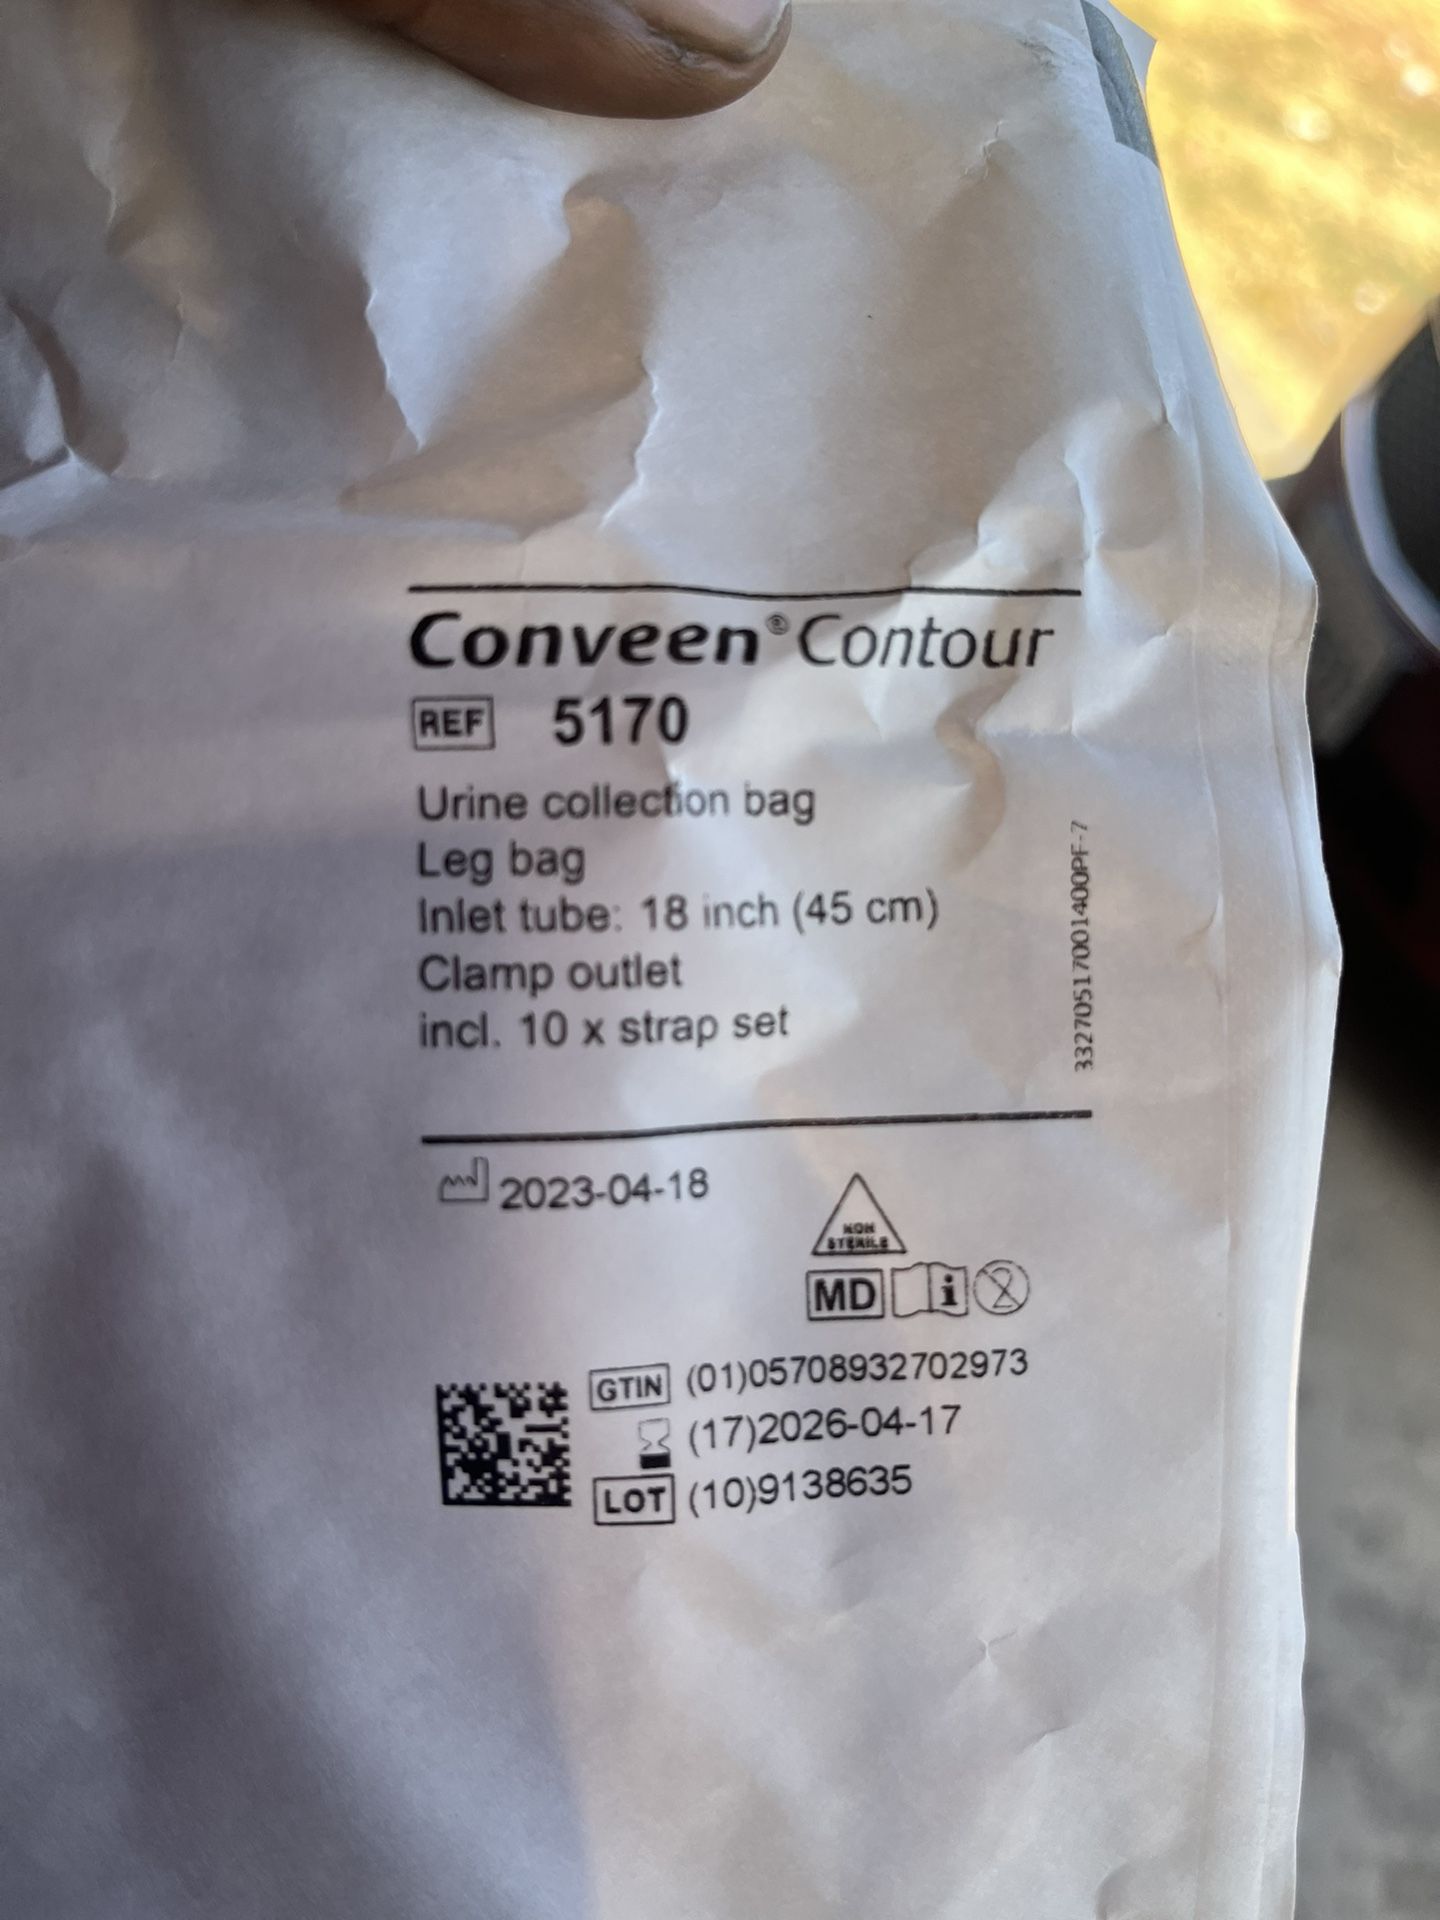 Conveen® Contour
REF 5170
Urine collection bag
Leg bag
Inlet tube: 18 inch (45 cm)
Clamp outlet
incl. 10 x strap set
33270517001400PF-7
2023-04-18
NON
STERILE
MD i 2
GTIN (01)05708932702973
(17)2026-04-17
LOT (10)9138635